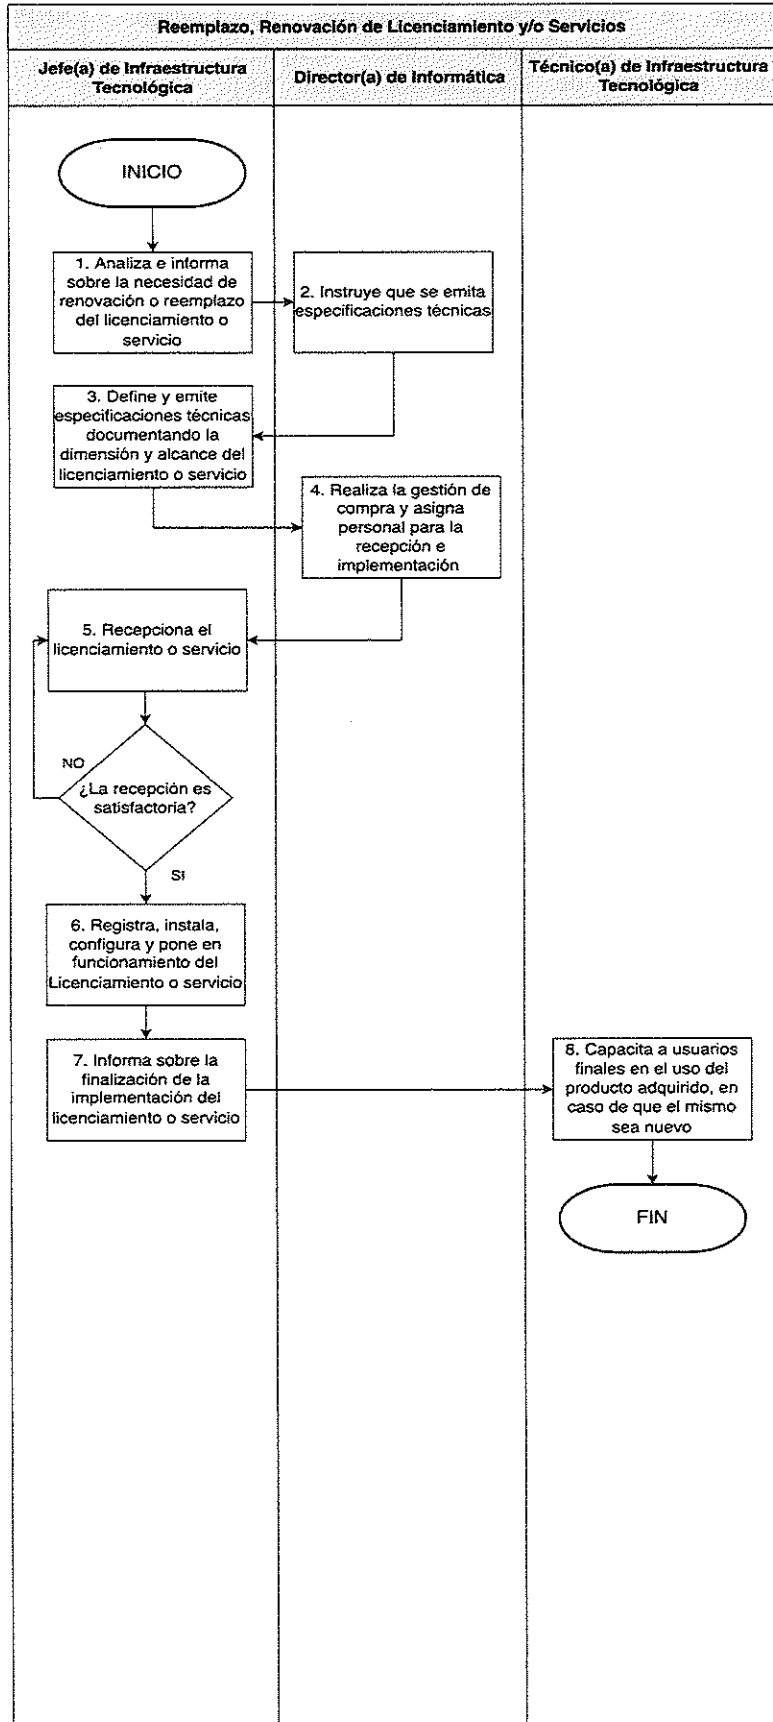 Reemplazo, Renovación de Licenciamiento y/o Servicios
Jefe(a) de Infraestructura
Tecnológica
Director(a) de Informática
Técnico(a) de Infraestructura
Tecnológica
INICIO
1. Analiza e informa
sobre la necesidad de
renovación o reemplazo
del licenciamiento o
servicio
2. Instruye que se emita
especificaciones técnicas
3. Define y emite
especificaciones técnicas
documentando la
dimensión y alcance del
licenciamiento o servicio
4. Realiza la gestión de
compra y asigna
personal para la
recepción e
implementación
5. Recepciona el
licenciamiento o servicio
NO
¿La recepción es
satisfactoria?
SI
6. Registra, instala,
configura y pone en
funcionamiento del
Licenciamiento o servicio
7. Informa sobre la
finalización de la
implementación del
licenciamiento o servicio
8. Capacita a usuarios
finales en el uso del
producto adquirido, en
caso de que el mismo
sea nuevo
FIN